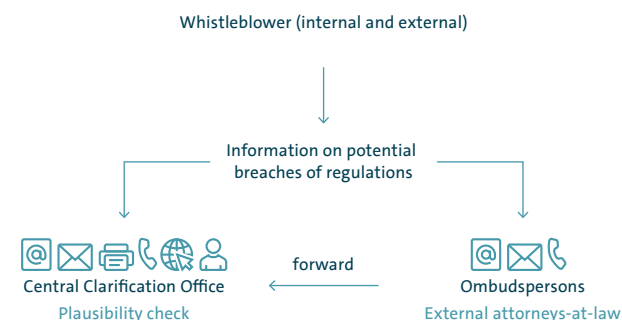 Whistleblower (internal and external)
Information on potential
breaches of regulations
forward
Central Clarification Office
Plausibility check
Ombudspersons
External attorneys-at-law